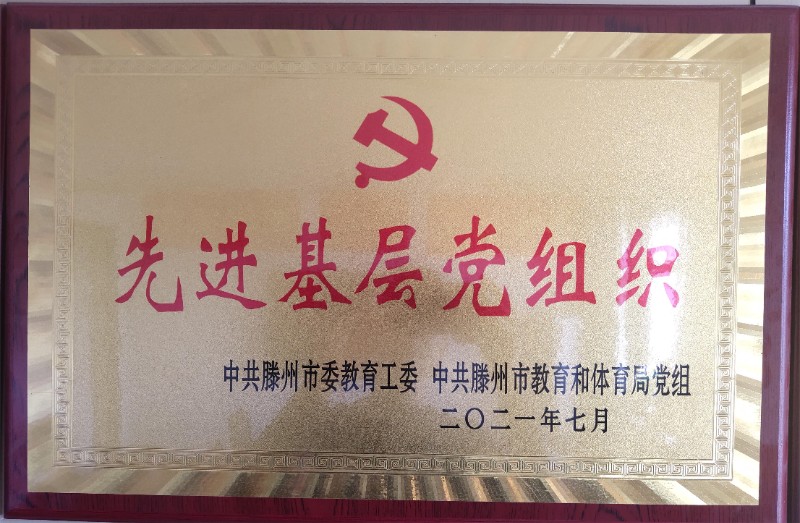 先进基层党组织
中共滕州市委教育工委 中共滕州市教育和体育局党组
二〇二一年七月